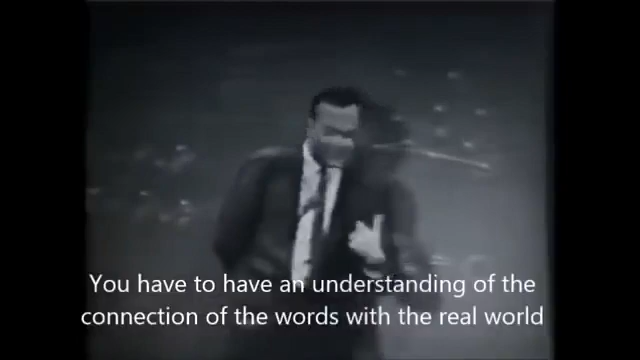 You have to have an understanding of the
connection of the words with the real world